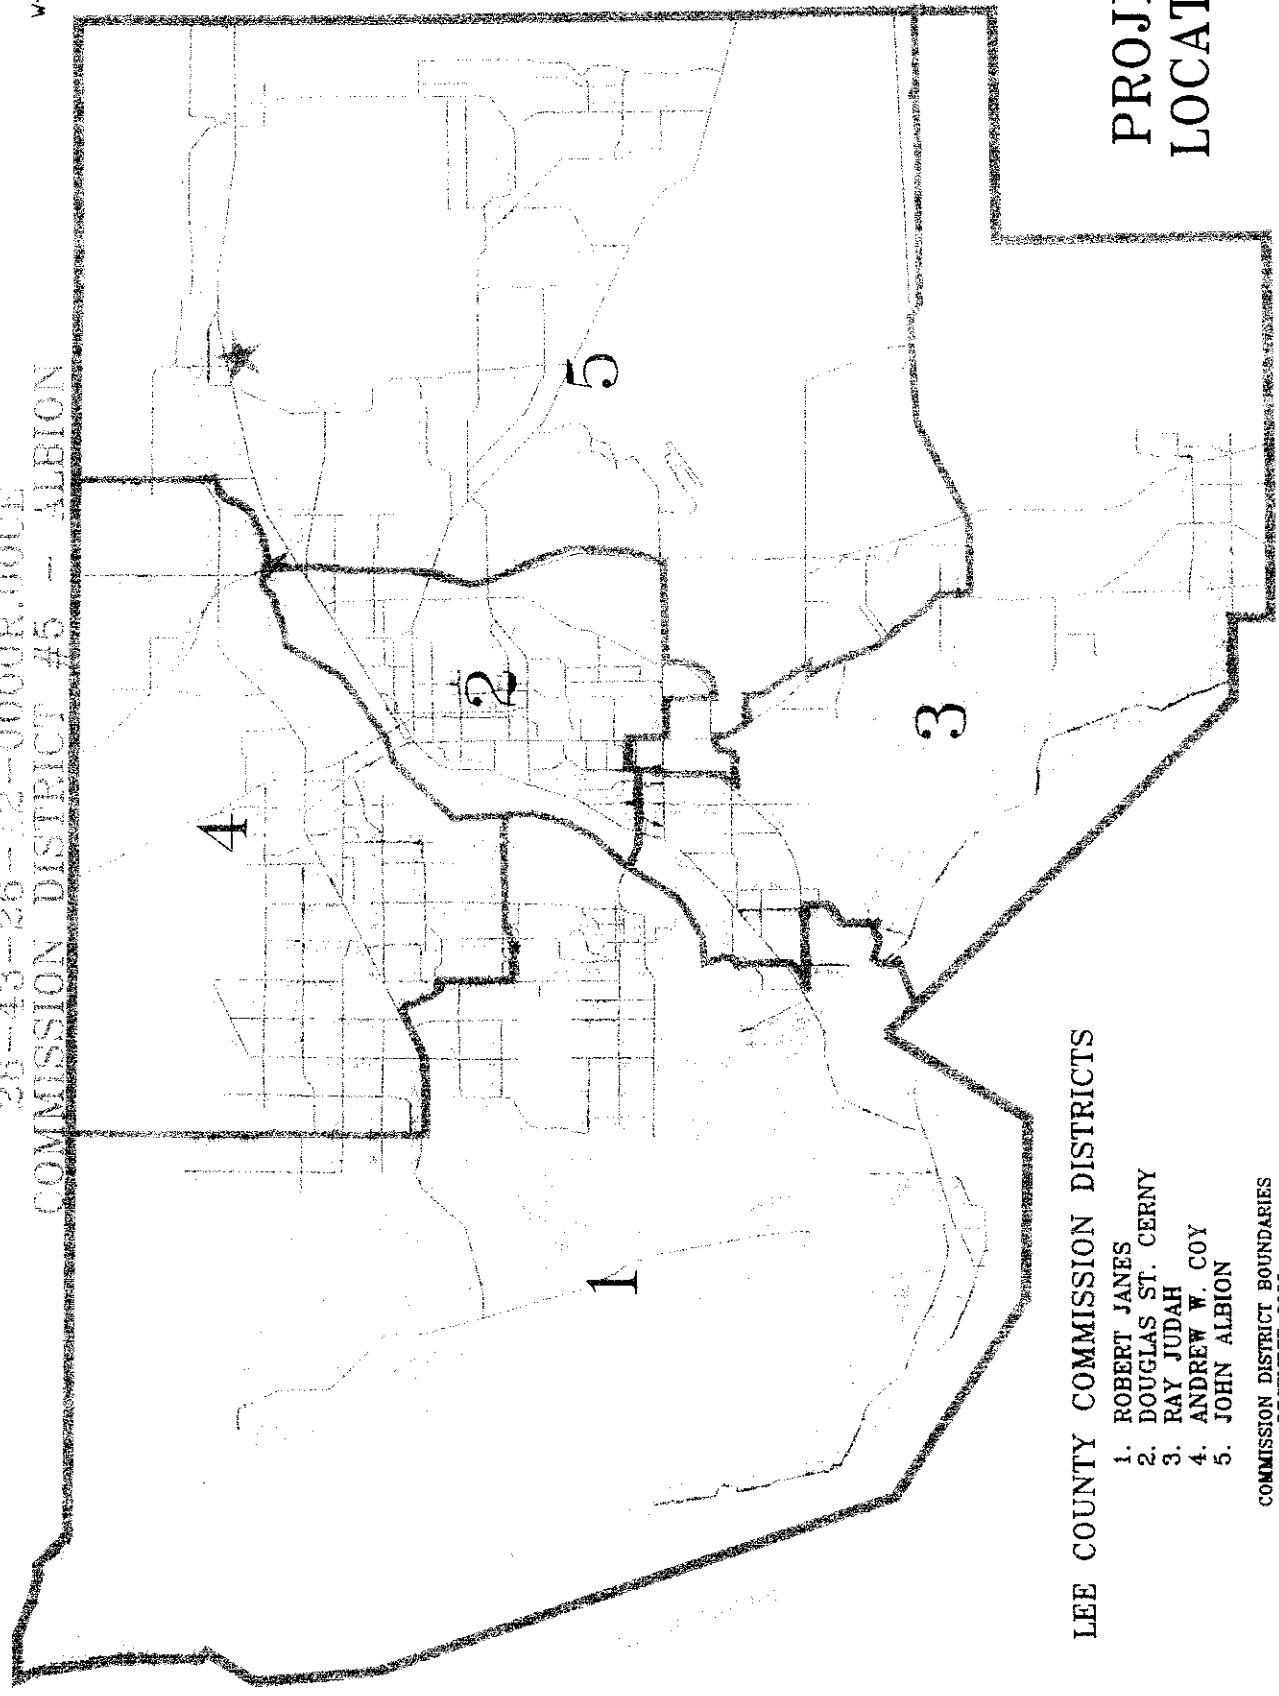 COMMISSION DISTRICT #5 - ALBION
4
5
2
1
3
PROJ
LOCAT
LEE COUNTY COMMISSION DISTRICTS
1. ROBERT JANES
2. DOUGLAS ST. CERNY
3. RAY JUDAH
4. ANDREW W. COY
5. JOHN ALBION
COMMISSION DISTRICT BOUNDARIES